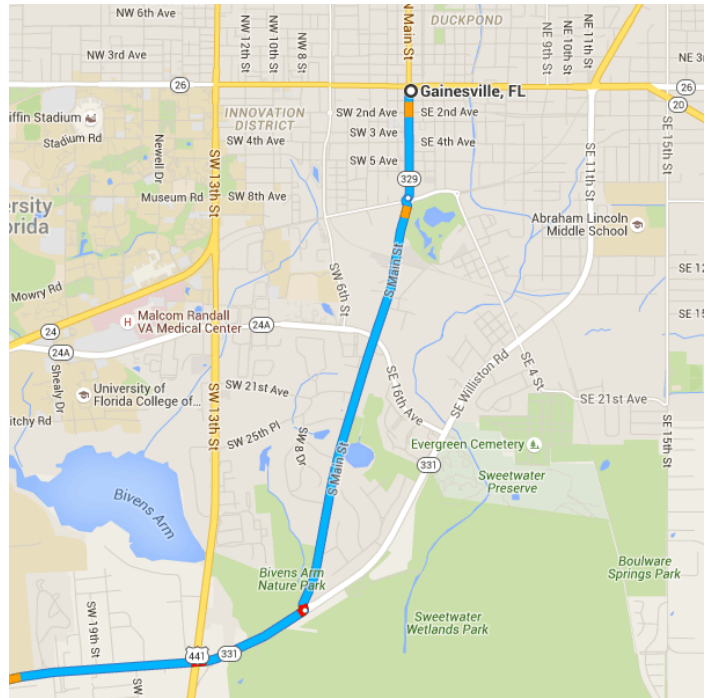 NW 6th Ave
N Main St
DUCKPOND
NW 3rd Ave
NW 12th St
NW 10th St
NW 8 St
NE 9th St
NE 10th St
SE 11th St
NE 3r
26
Gainesville, FL
26
20
iffin Stadium
Stadium Rd
INNOVATION
DISTRICT
SW 2nd Ave
SE 2nd Ave
SW 3 Ave
SW 4th Ave
SE 4th Ave
Newell Dr
SW 5 Ave
SW 13th St
SE 11th St
SE 15th St
329
Museum Rd
SW 8th Ave
ersity
orida
Abraham Lincoln
Middle School
S Main St
SW 6th St
Mowry Rd
SE 12
Malcom Randall
VA Medical Center
24
24A
24A
SE 15
Shealy Dr
University of
Florida College of...
SW 21st Ave
SE 16th Ave
SE Williston Rd
SE 4 St
SE 21st Ave
itchy Rd
SW 13th St
SW 25th Pl
SW 8 Dr
S Main St
Evergreen Cemetery
SE 15th St
331
Sweetwater
Preserve
Bivens Arm
Bivens Arm
Nature Park
Boulware
Springs Park
SW 19th St
Sweetwater
Wetlands Park
441
331
SW